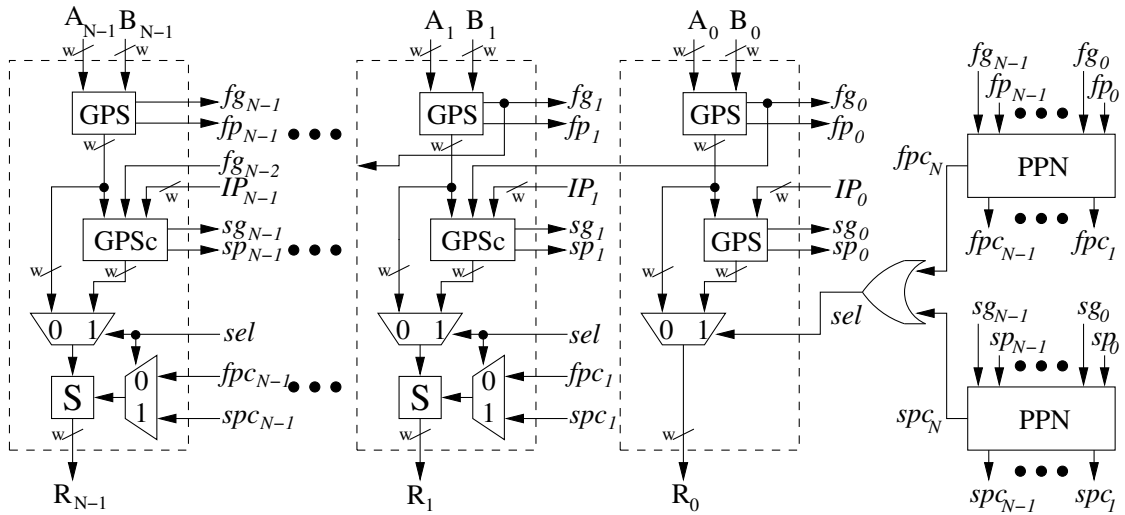 A_{N-1} B_{N-1} A_1 B_1 A_0 B_0
w w w w w w
fg_{N-1} fg_0
fp_{N-1} fp_0
GPS fg_{N-1} GPS fg_1 GPS fg_0
fp_{N-1} fp_1 fp_0
w w w
fpc_N PPN
fg_{N-2}
IP_{N-1} IP_1 IP_0
w w w
fpc_{N-1} fpc_1
GPSc sg_{N-1} GPSc sg_1 GPS sg_0
sp_{N-1} sp_1 sp_0
w w w w w w
sel
sg_{N-1} sg_0
sp_{N-1} sp_0
0 1 sel 0 1 sel 0 1
S 0 fpc_{N-1} S 0 fpc_1
1 spc_{N-1} 1 spc_1
spc_N PPN
w w w
R_{N-1} R_1 R_0
spc_{N-1} spc_1